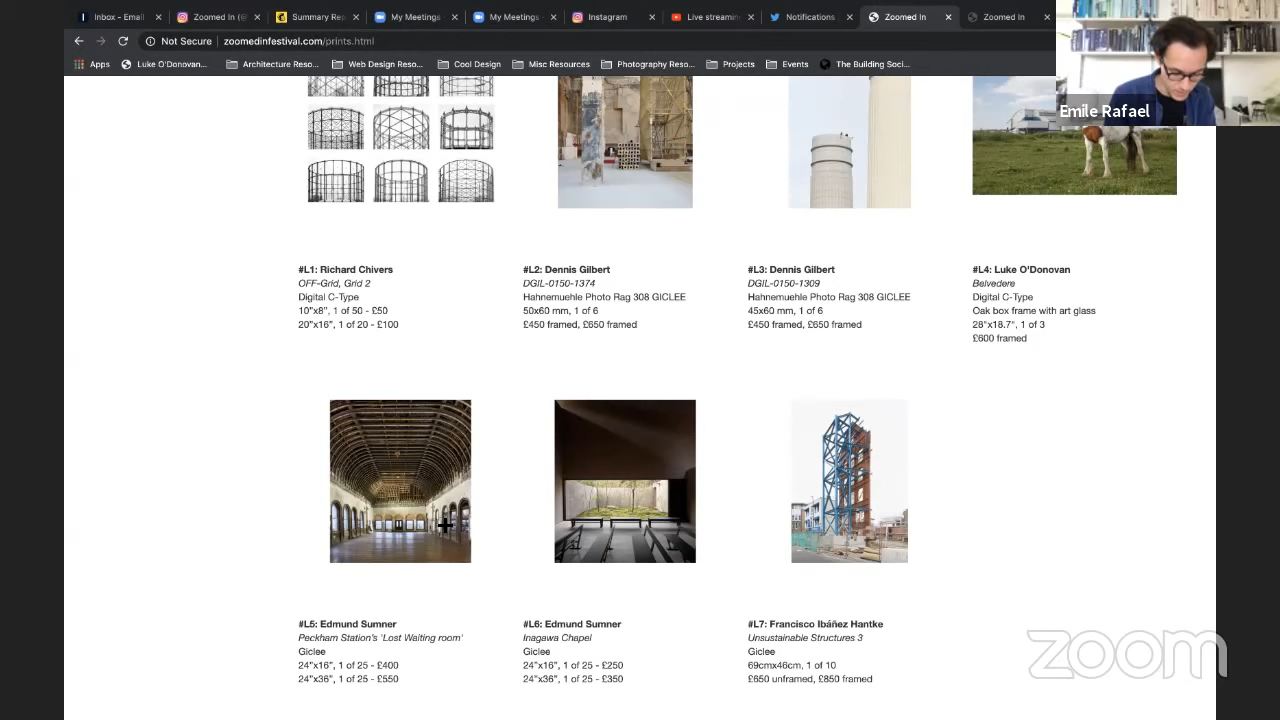 Inbox - Email
Zoomed In (@
Summary Rep
My Meetings
My Meetings -
Instagram
Live streamin
Notifications
Zoomed In
Zoomed In
Not Secure
zoomedinfestival.com/prints.html
Apps
Luke O'Donovan...
Architecture Reso...
Web Design Reso...
Cool Design
Misc Resources
Photography Reso...
Projects
Events
The Building Soci...
Emile Rafael
#L1: Richard Chivers
OFF-Grid, Grid 2
Digital C-Type
10"x8", 1 of 50 - £50
20"x16", 1 of 20 - £100
#L2: Dennis Gilbert
DGIL-0150-1374
Hahnemuehle Photo Rag 308 GICLEE
50x60 mm, 1 of 6
£450 framed, £650 framed
#L3: Dennis Gilbert
DGIL-0150-1309
Hahnemuehle Photo Rag 308 GICLEE
45x60 mm, 1 of 6
£450 framed, £650 framed
#L4: Luke O'Donovan
Belvedere
Digital C-Type
Oak box frame with art glass
28"x18.7", 1 of 3
£600 framed
#L5: Edmund Sumner
Peckham Station's 'Lost Waiting room'
Giclee
24"x16", 1 of 25 - £400
24"x36", 1 of 25 - £550
#L6: Edmund Sumner
Inagawa Chapel
Giclee
24"x16", 1 of 25 - £250
24"x36", 1 of 25 - £350
#L7: Francisco Ibáñez Hantke
Unsustainable Structures 3
Giclee
69cmx46cm, 1 of 10
£650 unframed, £850 framed
zoom